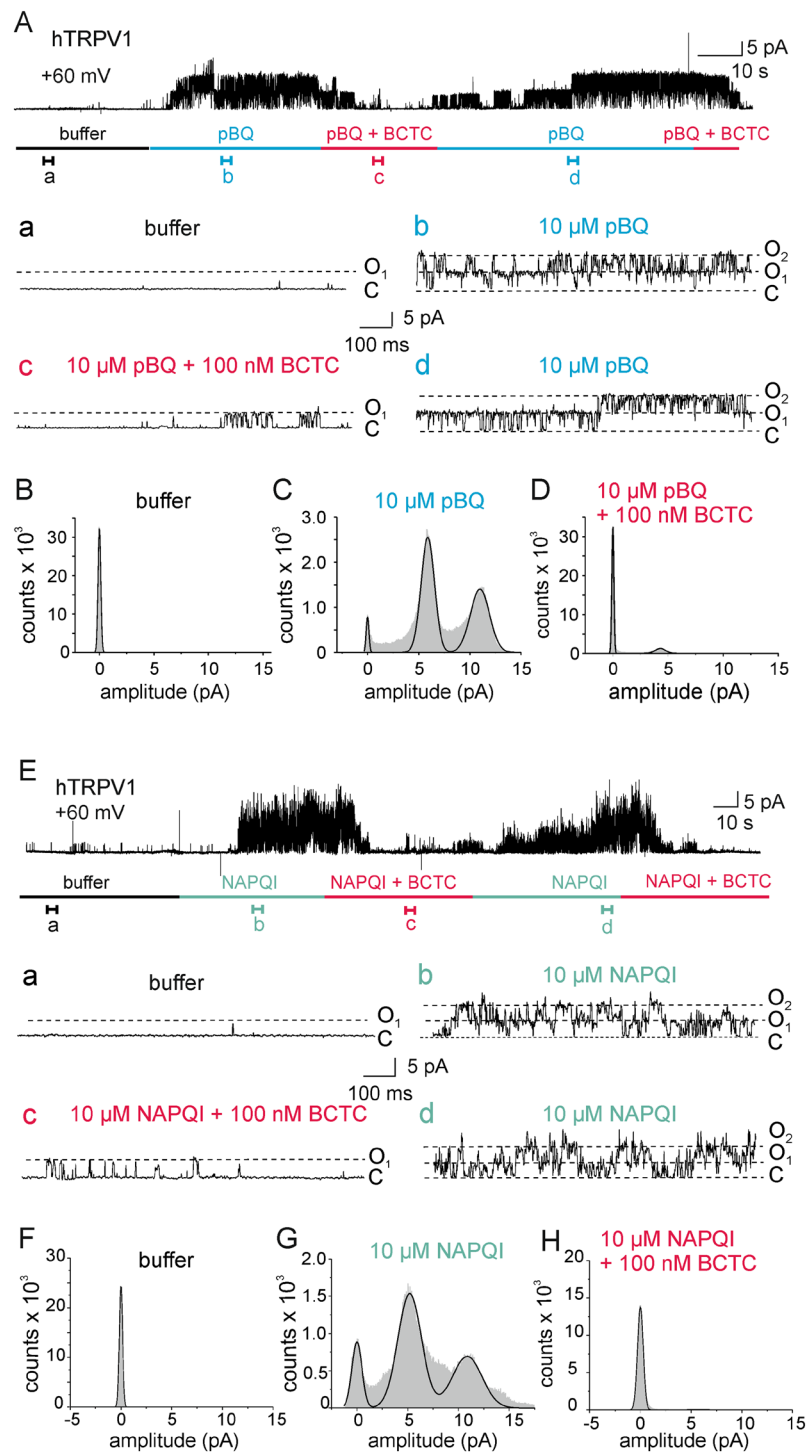 A
hTRPV1
+60 mV
5 pA
10 s
buffer pBQ pBQ + BCTC pBQ pBQ + BCTC
a b c d
a buffer
O1
C
b 10 µM pBQ
O2
O1
C
5 pA
100 ms
c 10 µM pBQ + 100 nM BCTC
O1
C
d 10 µM pBQ
O2
O1
C
B buffer
counts x 10³
30
20
10
0
0 5 10 15
amplitude (pA)
C 10 µM pBQ
counts x 10³
3.0
2.0
1.0
0
0 5 10 15
amplitude (pA)
D 10 µM pBQ
+ 100 nM BCTC
counts x 10³
30
20
10
0
0 5 10 15
amplitude (pA)
E
hTRPV1
+60 mV
5 pA
10 s
buffer NAPQI NAPQI + BCTC NAPQI NAPQI + BCTC
a b c d
a buffer
O1
C
b 10 µM NAPQI
O2
O1
C
5 pA
100 ms
c 10 µM NAPQI + 100 nM BCTC
O1
C
d 10 µM NAPQI
O2
O1
C
F buffer
counts x 10³
30
20
10
0
-5 0 5 10 15
amplitude (pA)
G 10 µM NAPQI
counts x 10³
2.0
1.5
1.0
0.5
0
0 5 10 15
amplitude (pA)
H 10 µM NAPQI
+ 100 nM BCTC
counts x 10³
20
15
10
5
0
-5 0 5 10 15
amplitude (pA)